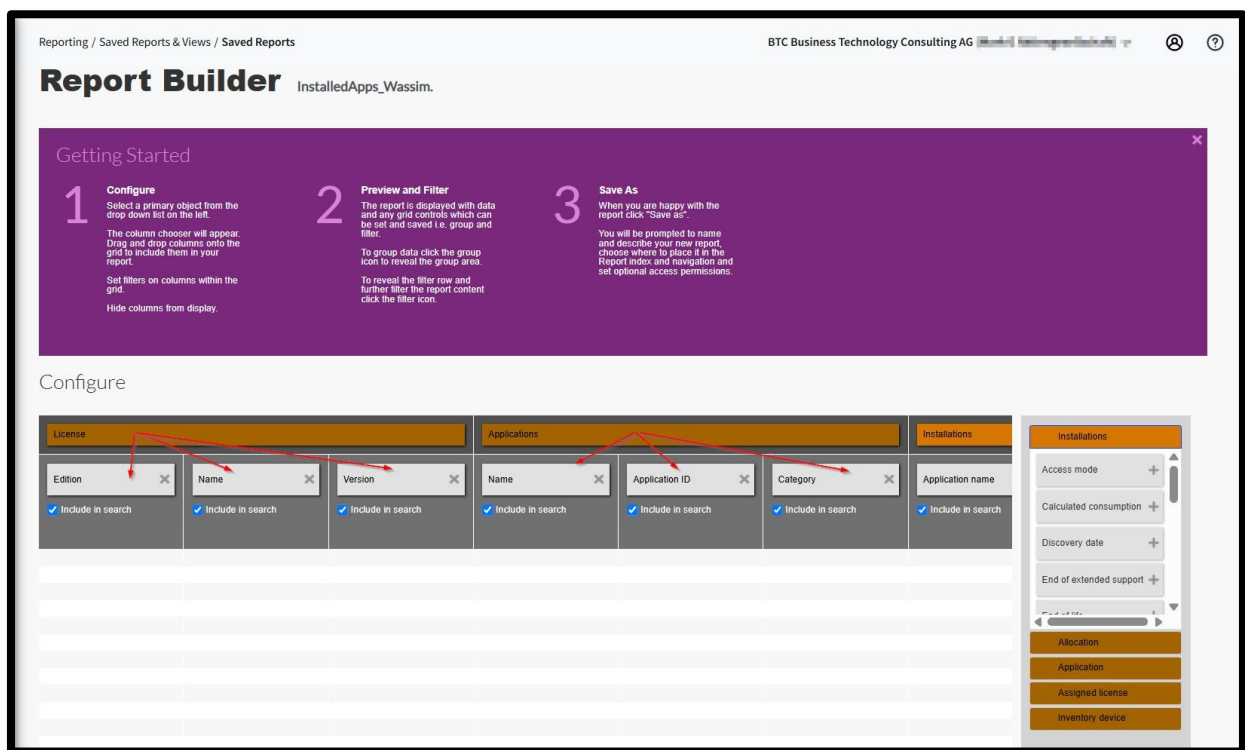 Reporting / Saved Reports & Views / Saved Reports
BTC Business Technology Consulting AG
Report Builder InstalledApps_Wassim.
Getting Started
1
Configure
Select a primary object from the
drop down list on the left.
The column chooser will appear.
Drag and drop columns onto the
grid to include them in your
report.
Set filters on columns within the
grid.
Hide columns from display.
2
Preview and Filter
The report is displayed with data
and any grid controls which can
be set and saved i.e. group and
filter.
To group data click the group
icon to reveal the group area.
To reveal the filter row and
further filter the report content
click the filter icon.
3
Save As
When you are happy with the
report click "Save as".
You will be prompted to name
and describe your new report,
choose where to place it in the
Report index and navigation and
set optional access permissions.
Configure
License
Applications
Installations
Edition
Name
Version
Name
Application ID
Category
Application name
Include in search
Include in search
Include in search
Include in search
Include in search
Include in search
Include in search
Installations
Access mode
Calculated consumption
Discovery date
End of extended support
End of life
Allocation
Application
Assigned license
Inventory device